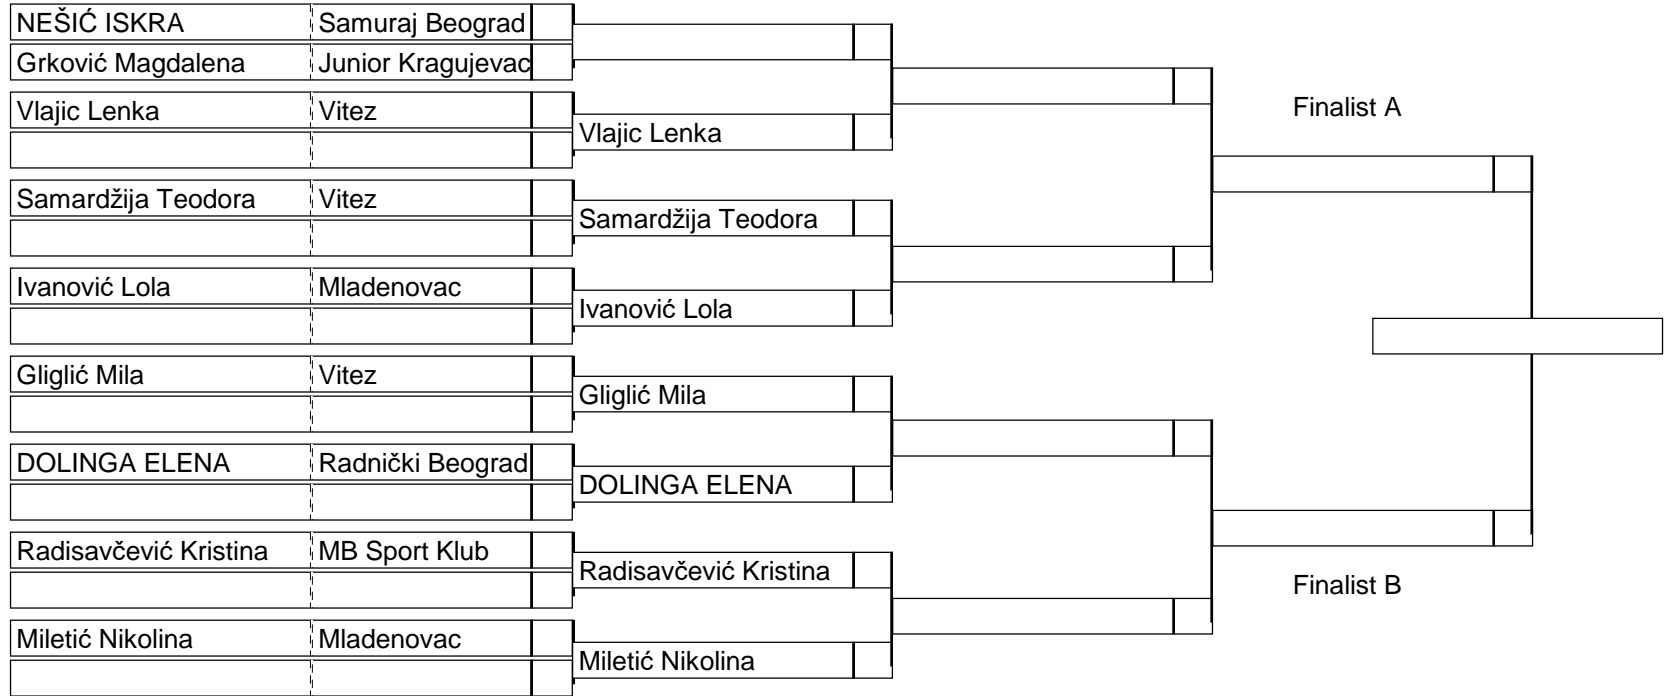 NEŠIĆ ISKRA Samuraj Beograd
Grković Magdalena Junior Kragujevac
Vlajic Lenka Vitez
Vlajic Lenka
Samardžija Teodora Vitez
Samardžija Teodora
Ivanović Lola Mladenovac
Ivanović Lola
Gliglić Mila Vitez
Gliglić Mila
DOLINGA ELENA Radnički Beograd
DOLINGA ELENA
Radisavčević Kristina MB Sport Klub
Radisavčević Kristina
Miletić Nikolina Mladenovac
Miletić Nikolina
Finalist A
Finalist B